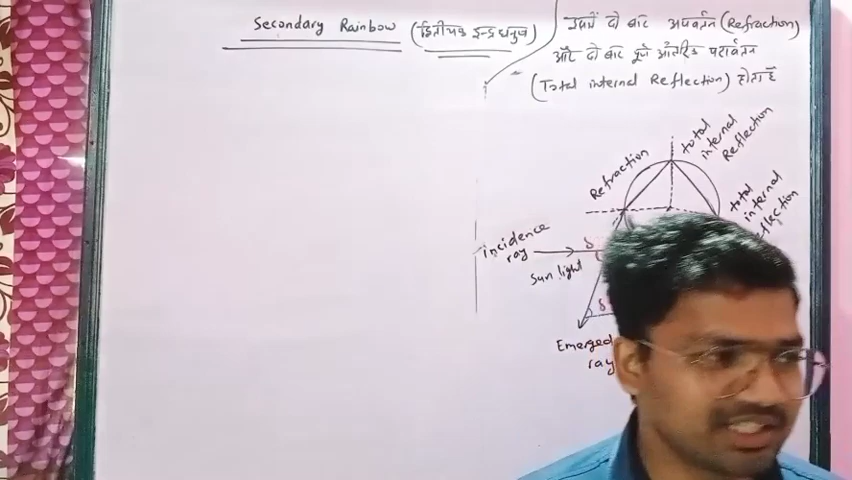 Secondary Rainbow (द्वितीयक इन्द्रधनुष)
इसमें दो बार अपवर्तन (Refraction)
और दो बार पूर्ण आंतरिक परावर्तन
(Total internal Reflection) होता है
Refraction
total
internal
Reflection
total
internal
incidence
ray
Sun light
δ
δ
Emerged
ray